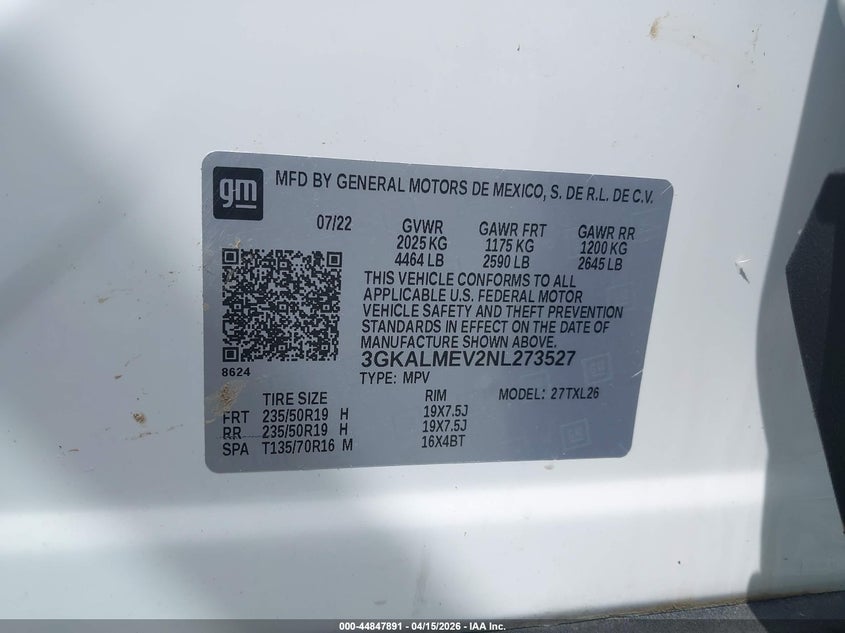 gm
MFD BY GENERAL MOTORS DE MEXICO, S. DE R.L. DE C.V.
07/22 GVWR GAWR FRT GAWR RR
2025 KG 1175 KG 1200 KG
4464 LB 2590 LB 2645 LB
THIS VEHICLE CONFORMS TO ALL
APPLICABLE U.S. FEDERAL MOTOR
VEHICLE SAFETY AND THEFT PREVENTION
STANDARDS IN EFFECT ON THE DATE OF
MANUFACTURE SHOWN ABOVE.
8624
3GKALMEV2NL273527
TYPE: MPV MODEL: 27TXL26
TIRE SIZE RIM
FRT 235/50R19 H 19X7.5J
RR 235/50R19 H 19X7.5J
SPA T135/70R16 M 16X4BT
000-44847891 - 04/15/2026 - IAA Inc.